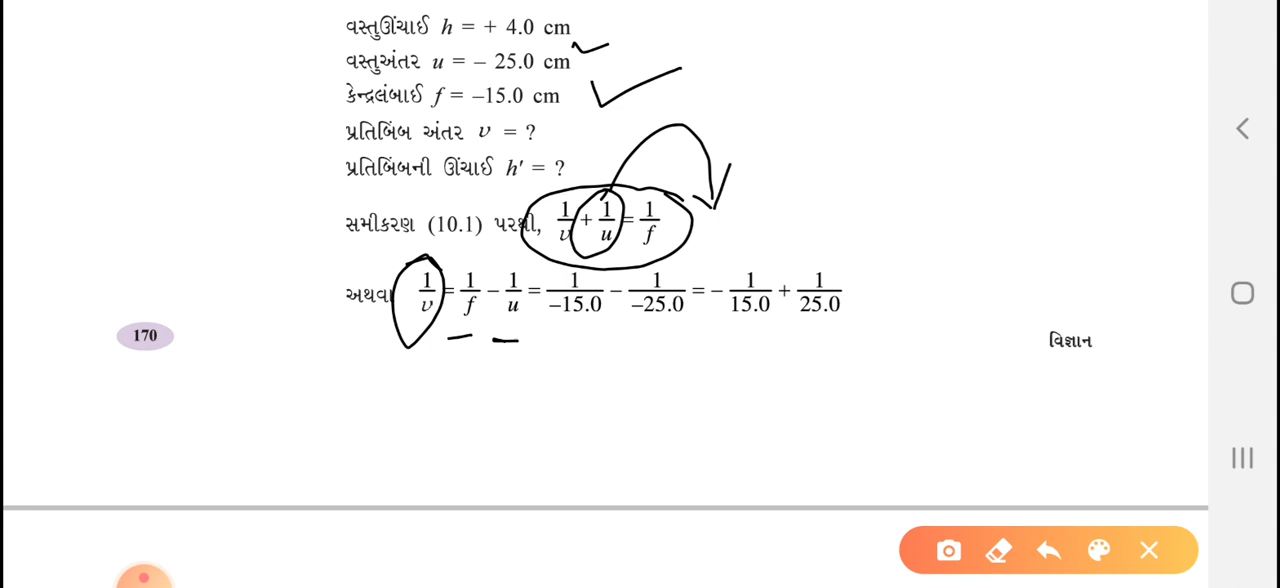 વસ્તુઊંચાઈ h = + 4.0 cm
વસ્તુઅંતર u = – 25.0 cm
કેન્દ્રલંબાઈ f = –15.0 cm
પ્રતિબિંબ અંતર v = ?
પ્રતિબિંબની ઊંચાઈ h' = ?
સમીકરણ (10.1) પરથી, 1/v + 1/u = 1/f
અથવા 1/v = 1/f – 1/u = 1/–15.0 – 1/–25.0 = – 1/15.0 + 1/25.0
170
વિજ્ઞાન